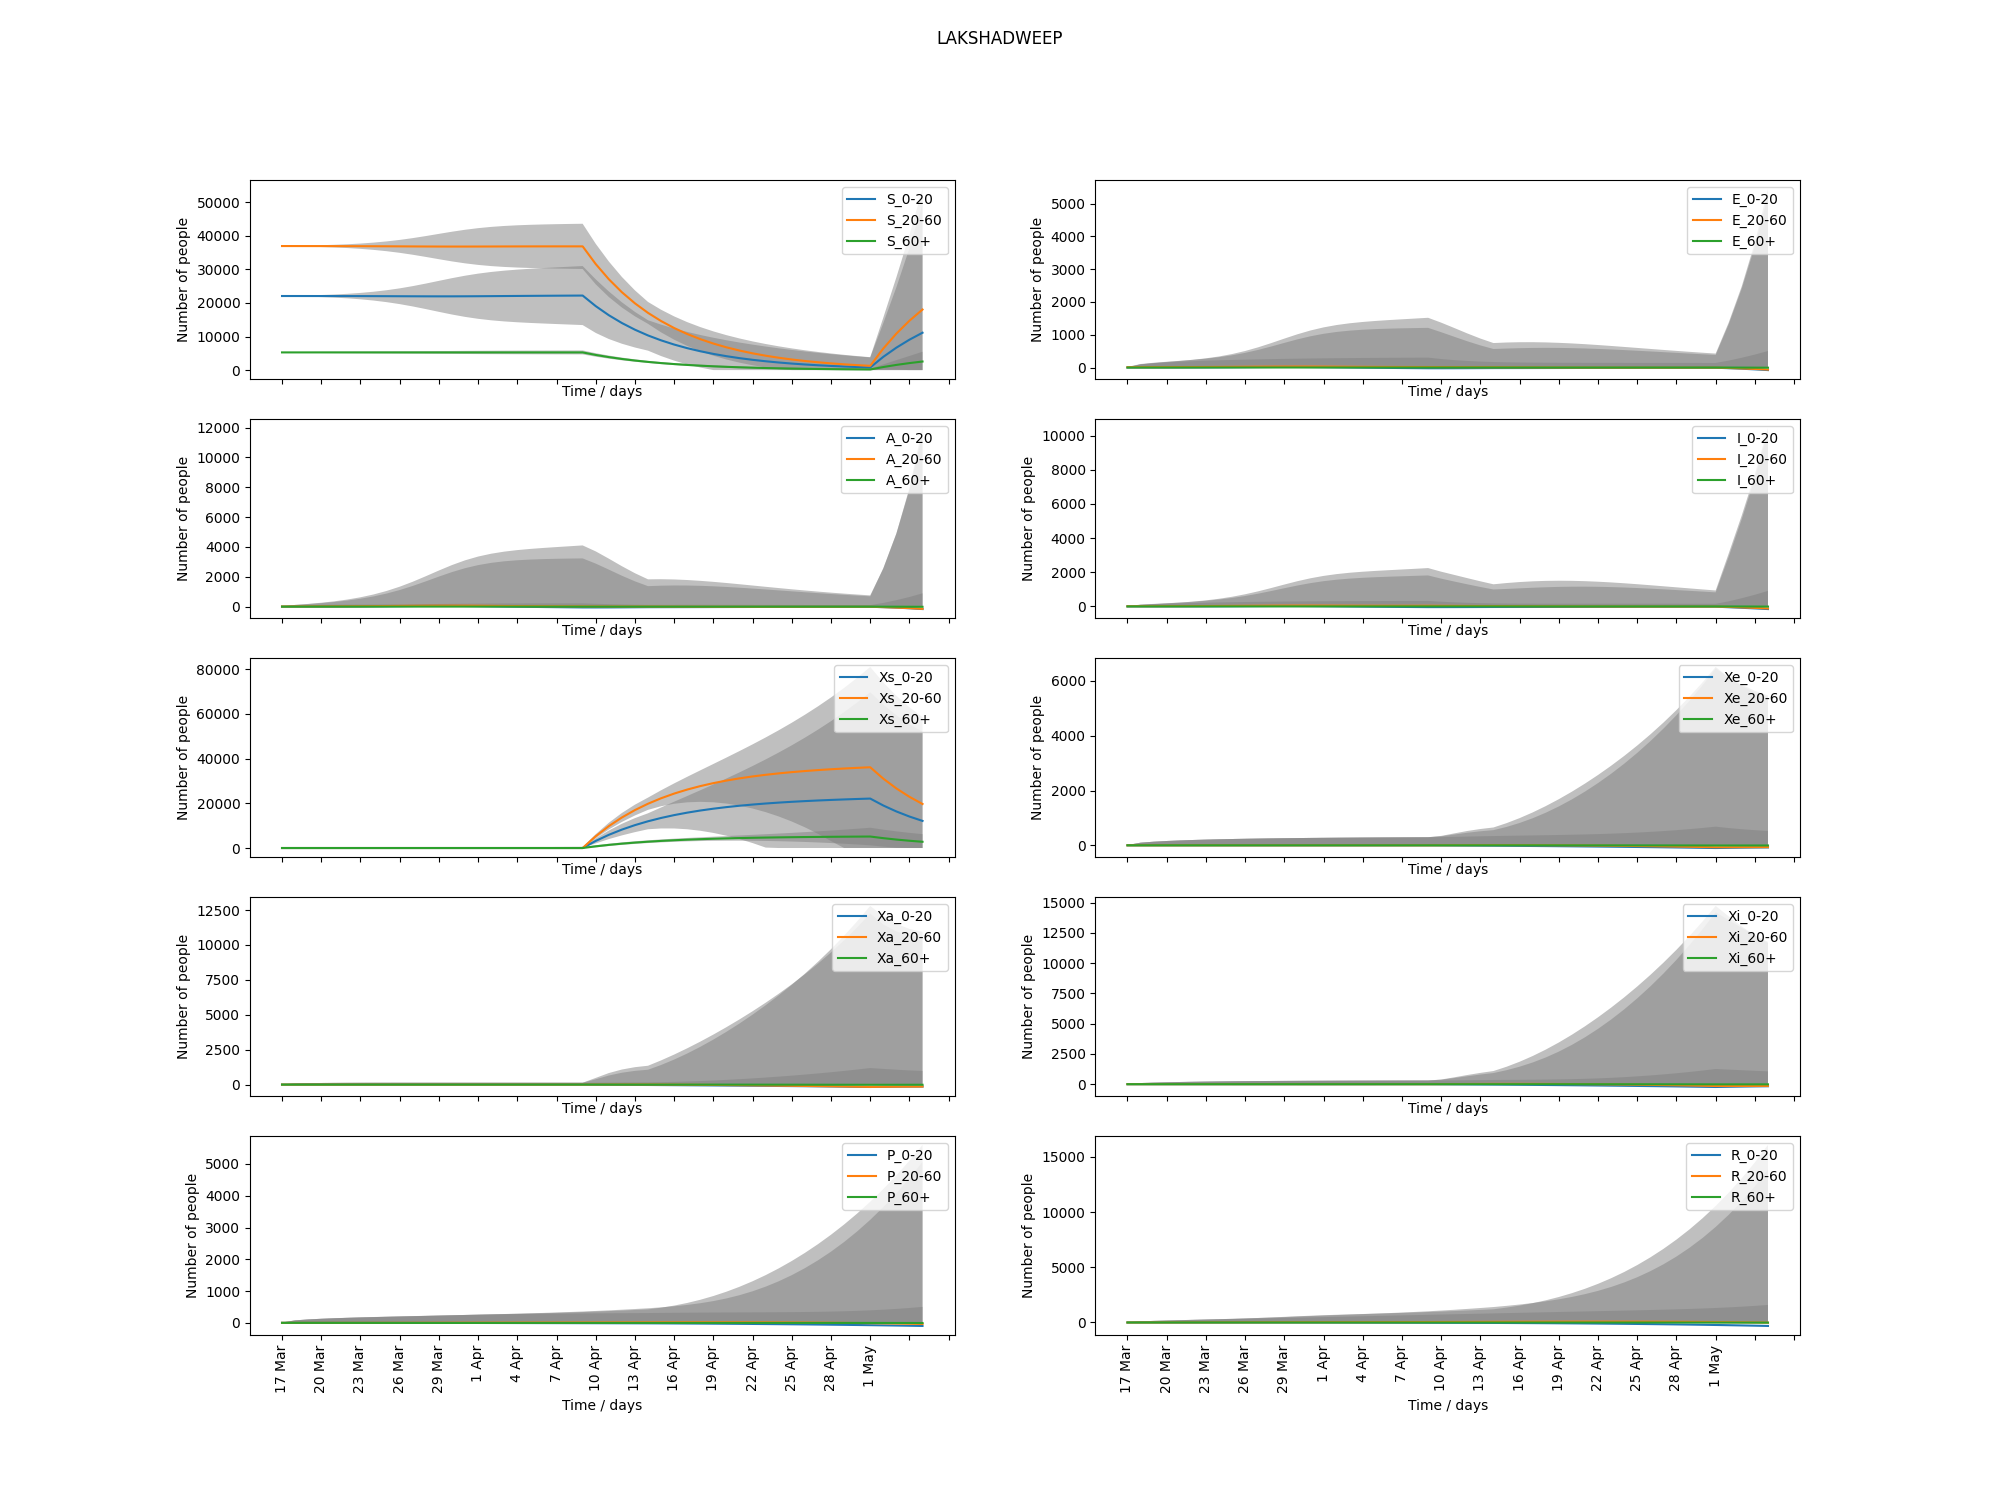 LAKSHADWEEP
50000
40000
30000
20000
10000
0
Number of people
Time / days
S_0-20
S_20-60
S_60+
5000
4000
3000
2000
1000
0
Number of people
Time / days
E_0-20
E_20-60
E_60+
12000
10000
8000
6000
4000
2000
0
Number of people
Time / days
A_0-20
A_20-60
A_60+
10000
8000
6000
4000
2000
0
Number of people
Time / days
I_0-20
I_20-60
I_60+
80000
60000
40000
20000
0
Number of people
Time / days
Xs_0-20
Xs_20-60
Xs_60+
6000
4000
2000
0
Number of people
Time / days
Xe_0-20
Xe_20-60
Xe_60+
12500
10000
7500
5000
2500
0
Number of people
Time / days
Xa_0-20
Xa_20-60
Xa_60+
15000
12500
10000
7500
5000
2500
0
Number of people
Time / days
Xi_0-20
Xi_20-60
Xi_60+
5000
4000
3000
2000
1000
0
Number of people
P_0-20
P_20-60
P_60+
17 Mar
20 Mar
23 Mar
26 Mar
29 Mar
1 Apr
4 Apr
7 Apr
10 Apr
13 Apr
16 Apr
19 Apr
22 Apr
25 Apr
28 Apr
1 May
Time / days
15000
10000
5000
0
Number of people
R_0-20
R_20-60
R_60+
17 Mar
20 Mar
23 Mar
26 Mar
29 Mar
1 Apr
4 Apr
7 Apr
10 Apr
13 Apr
16 Apr
19 Apr
22 Apr
25 Apr
28 Apr
1 May
Time / days